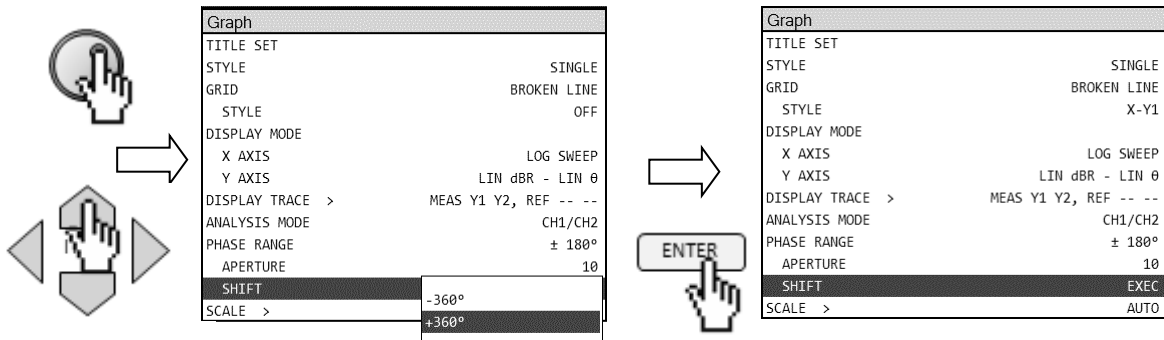 Graph
TITLE SET
STYLE SINGLE
GRID BROKEN LINE
STYLE OFF
DISPLAY MODE
X AXIS LOG SWEEP
Y AXIS LIN dBR - LIN θ
DISPLAY TRACE > MEAS Y1 Y2, REF -- --
ANALYSIS MODE CH1/CH2
PHASE RANGE ± 180°
APERTURE 10
SHIFT
-360°
SCALE >
+360°
ENTER
Graph
TITLE SET
STYLE SINGLE
GRID BROKEN LINE
STYLE X-Y1
DISPLAY MODE
X AXIS LOG SWEEP
Y AXIS LIN dBR - LIN θ
DISPLAY TRACE > MEAS Y1 Y2, REF -- --
ANALYSIS MODE CH1/CH2
PHASE RANGE ± 180°
APERTURE 10
SHIFT EXEC
SCALE > AUTO